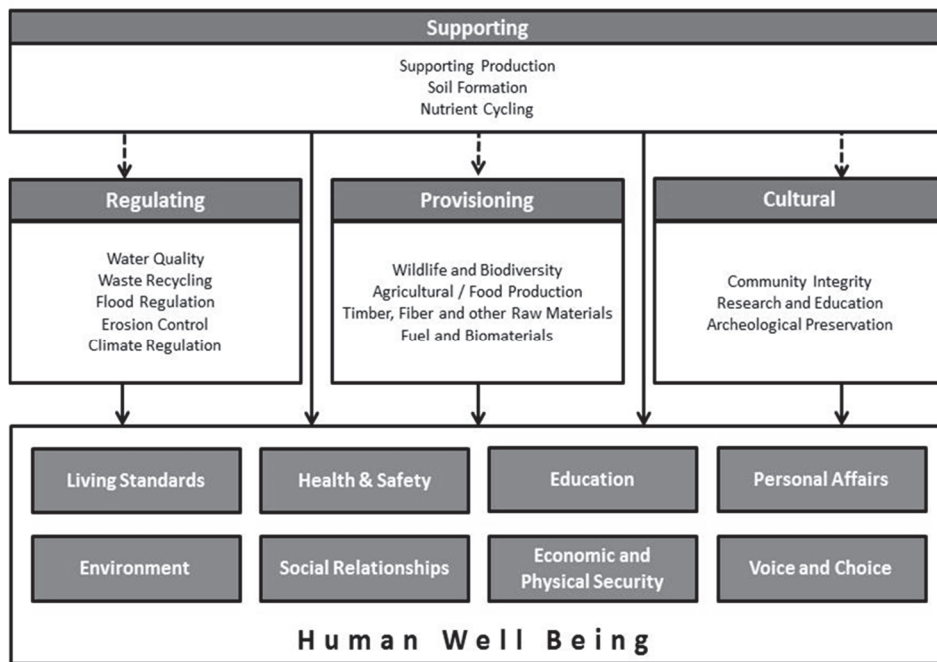 Supporting
Supporting Production
Soil Formation
Nutrient Cycling
Regulating
Water Quality
Waste Recycling
Flood Regulation
Erosion Control
Climate Regulation
Provisioning
Wildlife and Biodiversity
Agricultural / Food Production
Timber, Fiber and other Raw Materials
Fuel and Biomaterials
Cultural
Community Integrity
Research and Education
Archeological Preservation
Living Standards
Health & Safety
Education
Personal Affairs
Environment
Social Relationships
Economic and
Physical Security
Voice and Choice
Human Well Being